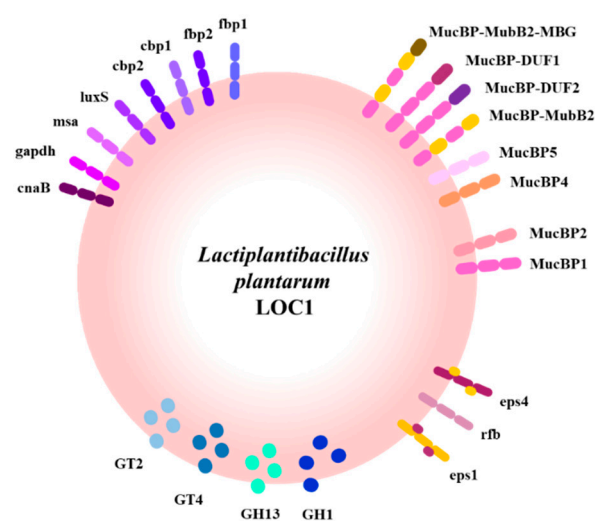 fbp1
fbp2
cbp1
cbp2
luxS
msa
gapdh
cnaB
MucBP-MubB2-MBG
MucBP-DUF1
MucBP-DUF2
MucBP-MubB2
MucBP5
MucBP4
MucBP2
MucBP1
Lactiplantibacillus
plantarum
LOC1
eps4
rfb
eps1
GT2
GT4
GH13
GH1